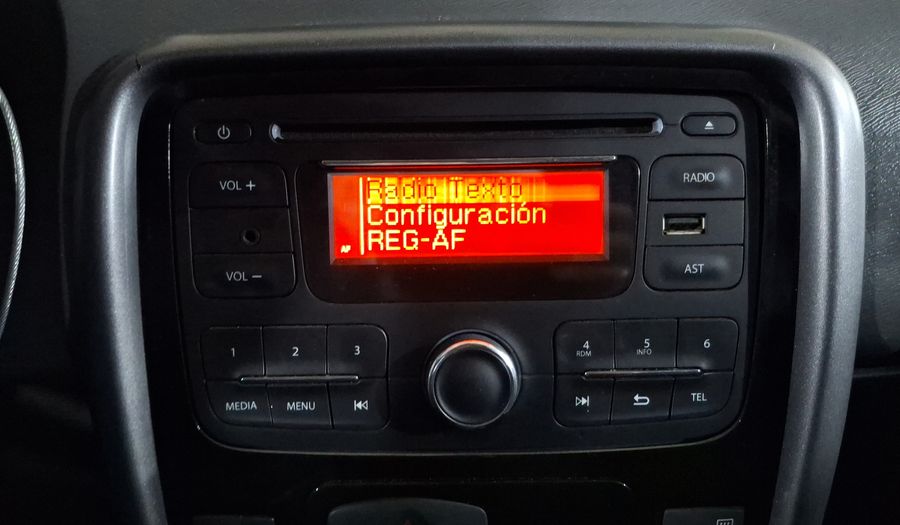 VOL +
RADIO
Radio Texto
Configuración
REG-AF
AF
VOL −
AST
1
2
3
4
RDM
5
INFO
6
MEDIA
MENU
TEL